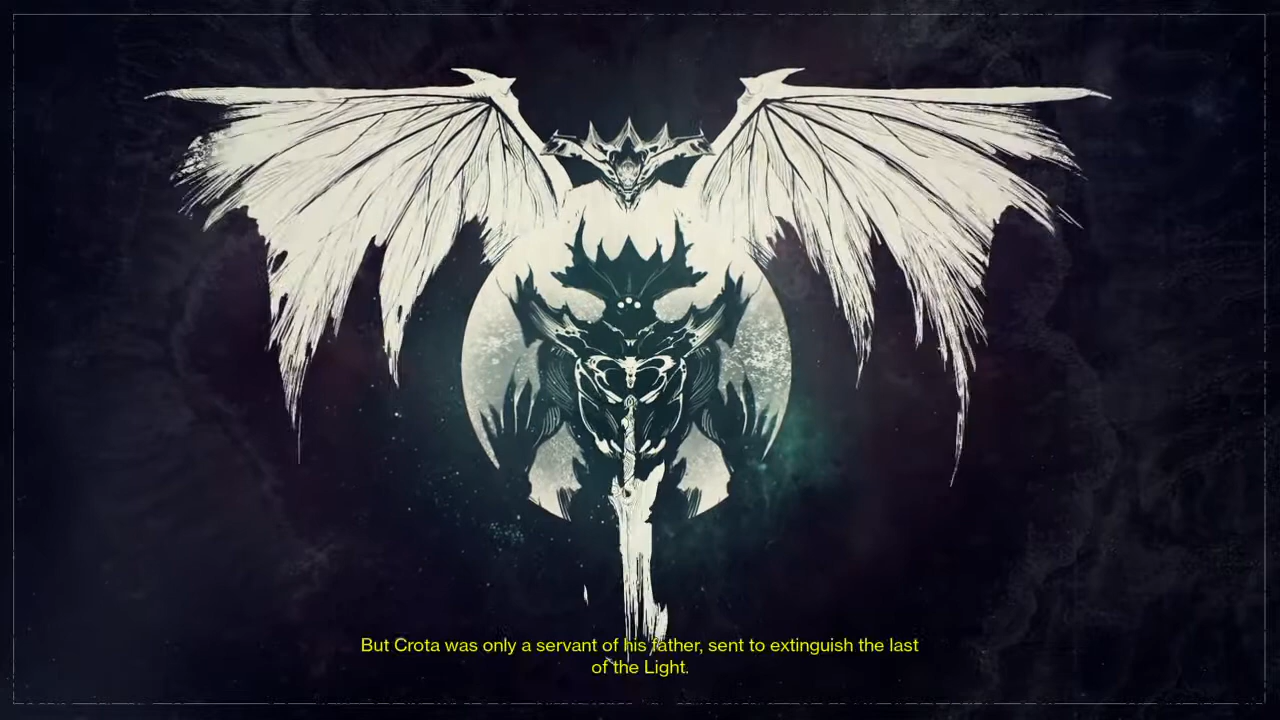 But Crota was only a servant of his father, sent to extinguish the last
of the Light.